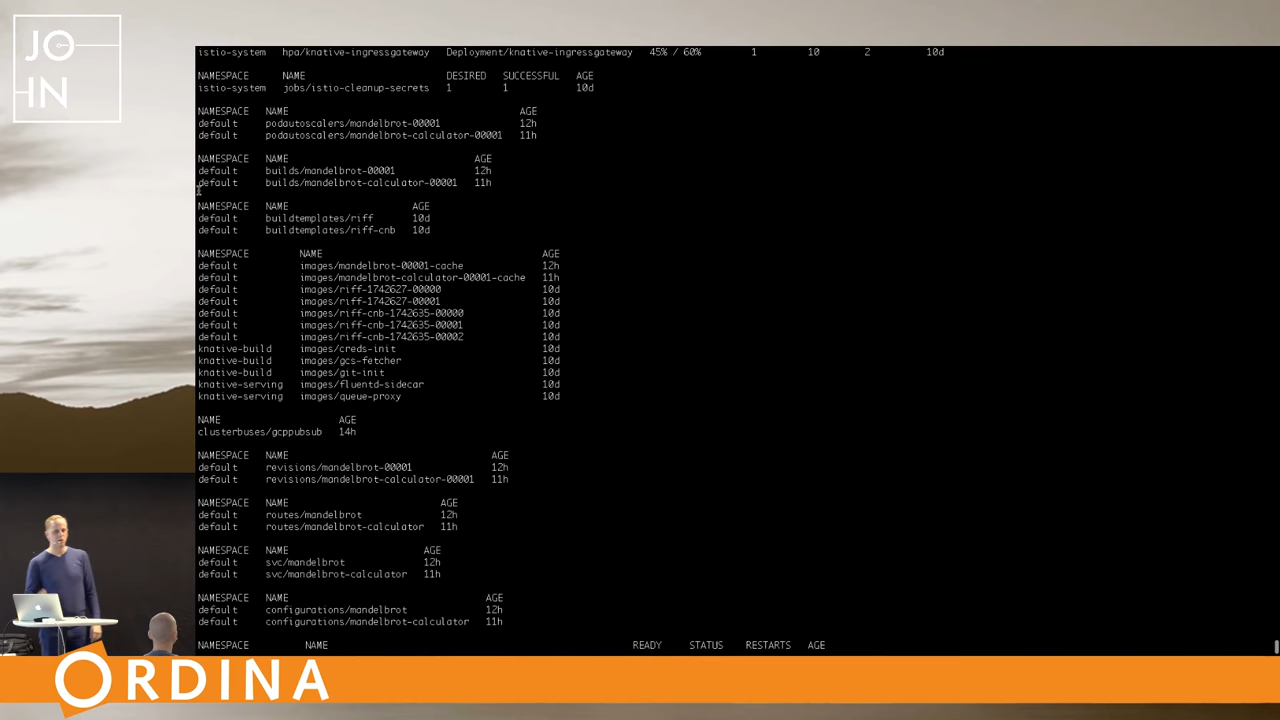 JO
IN
istio-system hpa/knative-ingressgateway Deployment/knative-ingressgateway 45% / 60% 1 10 2 10d
NAMESPACE NAME DESIRED SUCCESSFUL AGE
istio-system jobs/istio-cleanup-secrets 1 1 10d
NAMESPACE NAME AGE
default podautoscalers/mandelbrot-00001 12h
default podautoscalers/mandelbrot-calculator-00001 11h
NAMESPACE NAME AGE
default builds/mandelbrot-00001 12h
default builds/mandelbrot-calculator-00001 11h
NAMESPACE NAME AGE
default buildtemplates/riff 10d
default buildtemplates/riff-cnb 10d
NAMESPACE NAME AGE
default images/mandelbrot-00001-cache 12h
default images/mandelbrot-calculator-00001-cache 11h
default images/riff-1742627-00000 10d
default images/riff-1742627-00001 10d
default images/riff-cnb-1742635-00000 10d
default images/riff-cnb-1742635-00001 10d
default images/riff-cnb-1742635-00002 10d
knative-build images/creds-init 10d
knative-build images/gcs-fetcher 10d
knative-build images/git-init 10d
knative-serving images/fluentd-sidecar 10d
knative-serving images/queue-proxy 10d
NAME AGE
clusterbuses/gcppubsub 14h
NAMESPACE NAME AGE
default revisions/mandelbrot-00001 12h
default revisions/mandelbrot-calculator-00001 11h
NAMESPACE NAME AGE
default routes/mandelbrot 12h
default routes/mandelbrot-calculator 11h
NAMESPACE NAME AGE
default svc/mandelbrot 12h
default svc/mandelbrot-calculator 11h
NAMESPACE NAME AGE
default configurations/mandelbrot 12h
default configurations/mandelbrot-calculator 11h
NAMESPACE NAME READY STATUS RESTARTS AGE
ORDINA